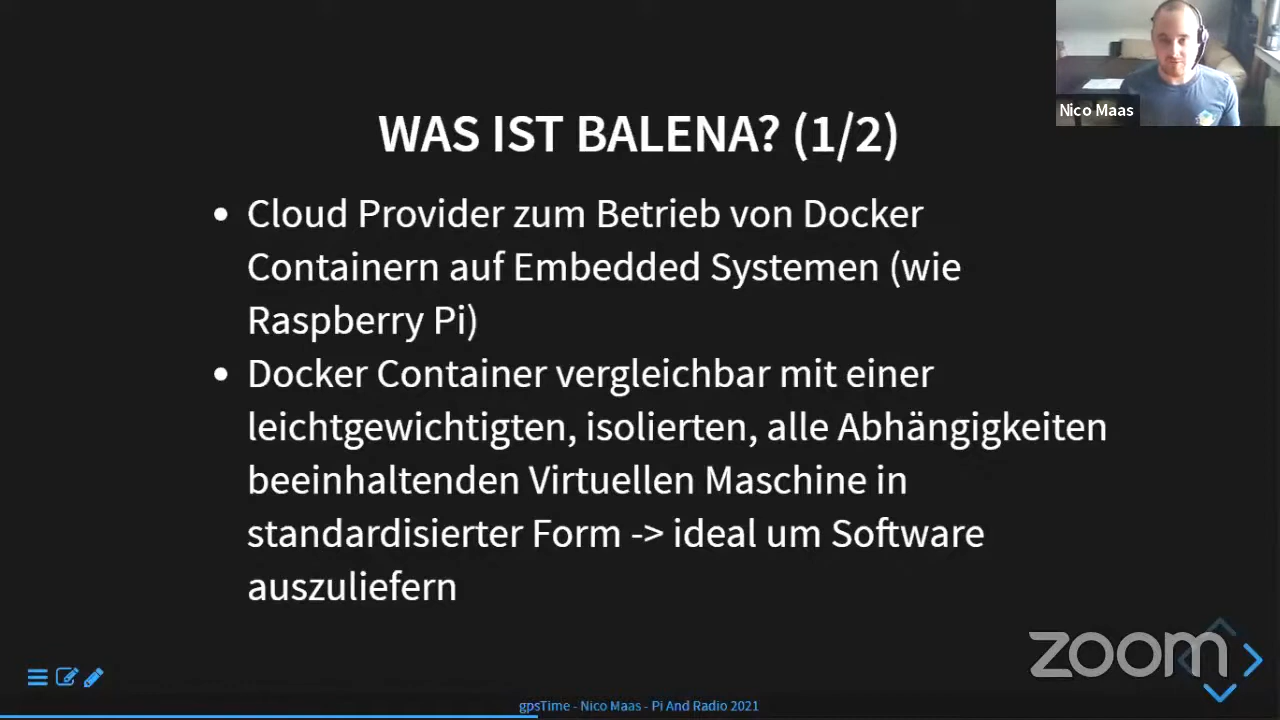 WAS IST BALENA? (1/2)
Nico Maas
• Cloud Provider zum Betrieb von Docker
Containern auf Embedded Systemen (wie
Raspberry Pi)
• Docker Container vergleichbar mit einer
leichtgewichtigten, isolierten, alle Abhängigkeiten
beeinhaltenden Virtuellen Maschine in
standardisierter Form -> ideal um Software
auszuliefern
zoom
gpsTime - Nico Maas - Pi And Radio 2021